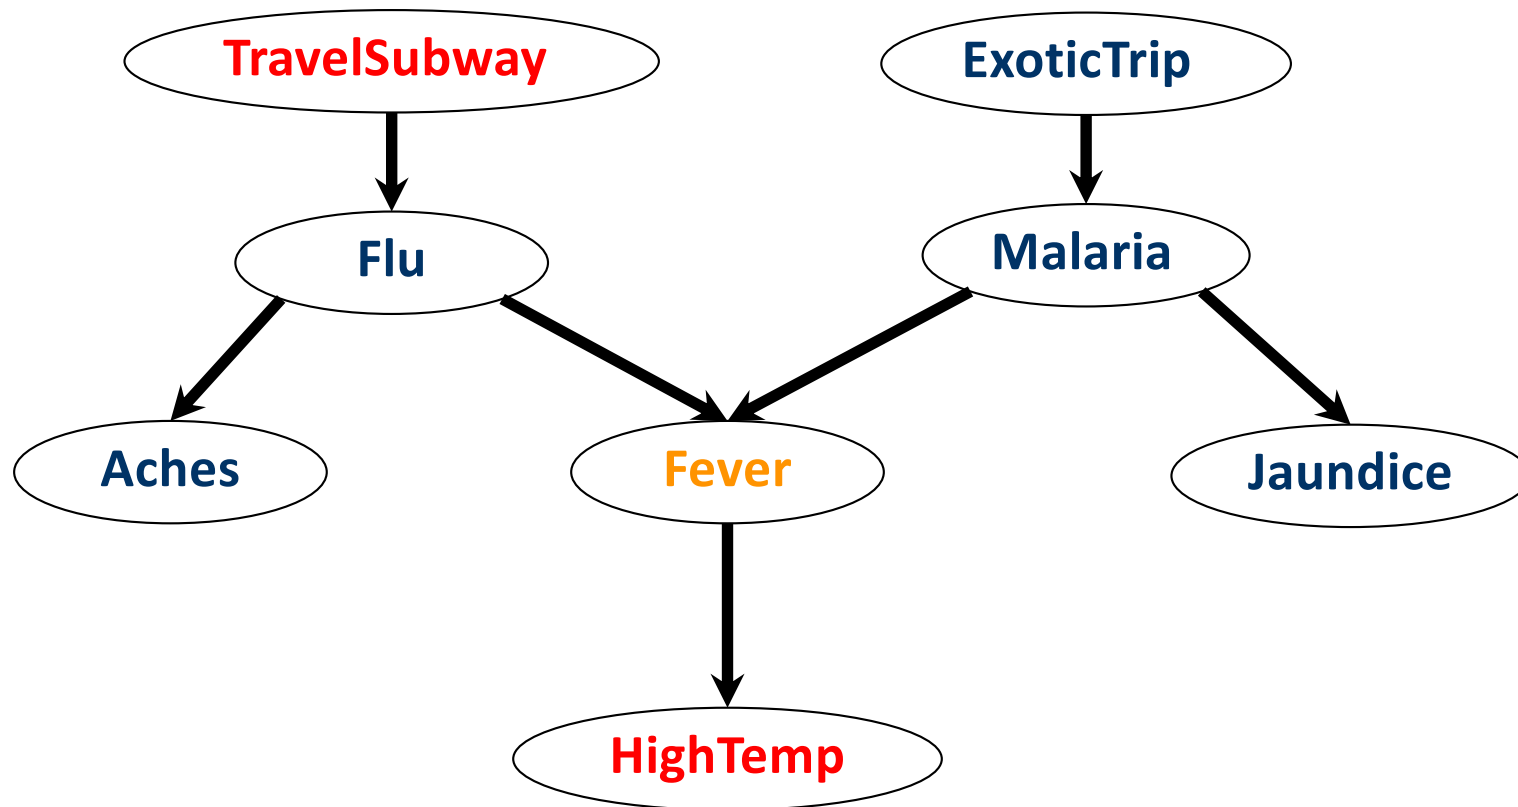 TravelSubway
ExoticTrip
Flu
Malaria
Aches
Fever
Jaundice
HighTemp